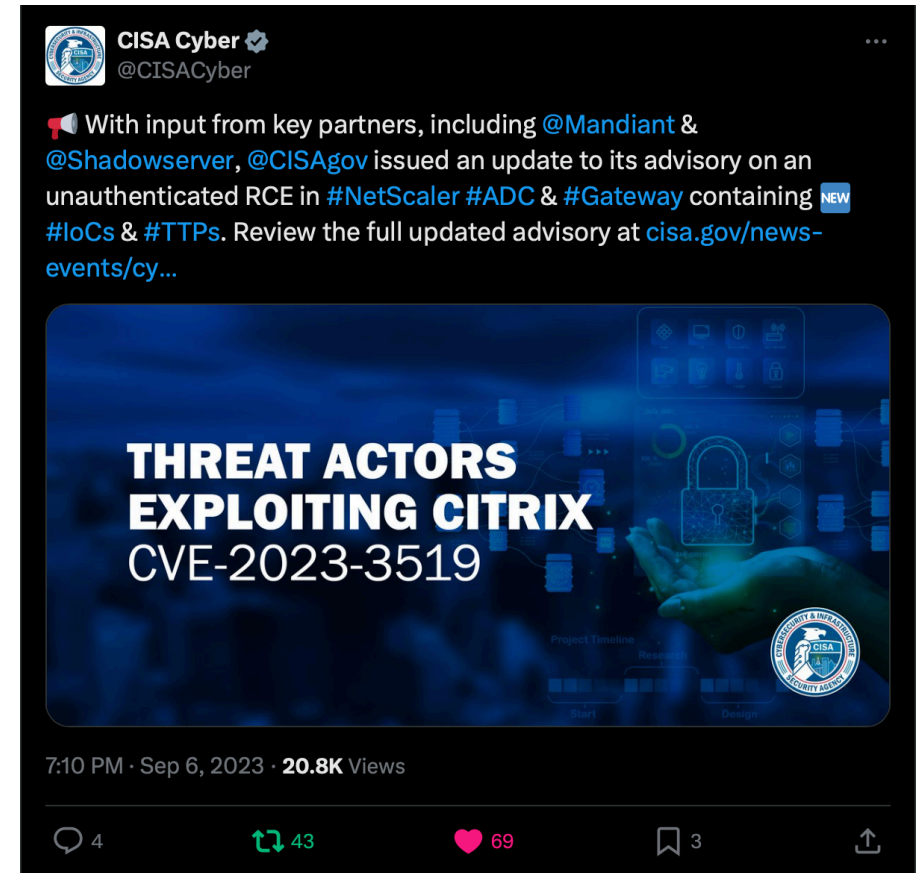 CISA Cyber
@CISACyber
📢 With input from key partners, including @Mandiant &
@Shadowserver, @CISAgov issued an update to its advisory on an
unauthenticated RCE in #NetScaler #ADC & #Gateway containing 🆕
#IoCs & #TTPs. Review the full updated advisory at cisa.gov/news-
events/cy…
THREAT ACTORS
EXPLOITING CITRIX
CVE-2023-3519
Project Timeline
Research
Start
Design
CYBERSECURITY & INFRASTRUCTURE
CISA
SECURITY AGENCY
7:10 PM · Sep 6, 2023 · 20.8K Views
4
43
69
3